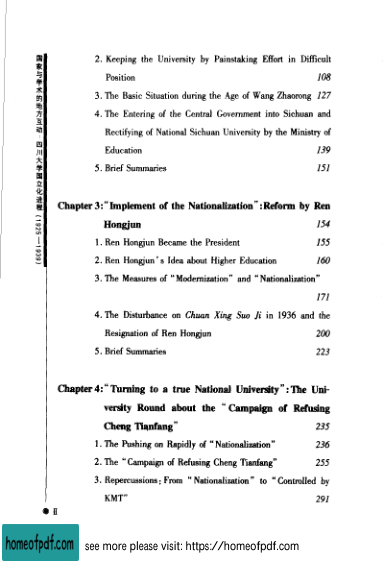 国家与学术的地方互动：四川大学国立化进程（1925—1939）
2. Keeping the University by Painstaking Effort in Difficult
Position 108
3. The Basic Situation during the Age of Wang Zhaorong 127
4. The Entering of the Central Government into Sichuan and
Rectifying of National Sichuan University by the Ministry of
Education 139
5. Brief Summaries 151
Chapter 3:"Implement of the Nationalization":Reform by Ren
Hongjun 154
1. Ren Hongjun Became the President 155
2. Ren Hongjun's Idea about Higher Education 160
3. The Measures of "Modernization" and "Nationalization"
171
4. The Disturbance on Chuan Xing Suo Ji in 1936 and the
Resignation of Ren Hongjun 200
5. Brief Summaries 223
Chapter 4:"Turning to a true National University":The Uni-
versity Round about the "Campaign of Refusing
Cheng Tianfang" 235
1. The Pushing on Rapidly of "Nationalization" 236
2. The "Campaign of Refusing Cheng Tianfang" 255
3. Repercussions: From "Nationalization" to "Controlled by
KMT" 291
ii
homeofpdf.com
see more please visit: https://homeofpdf.com